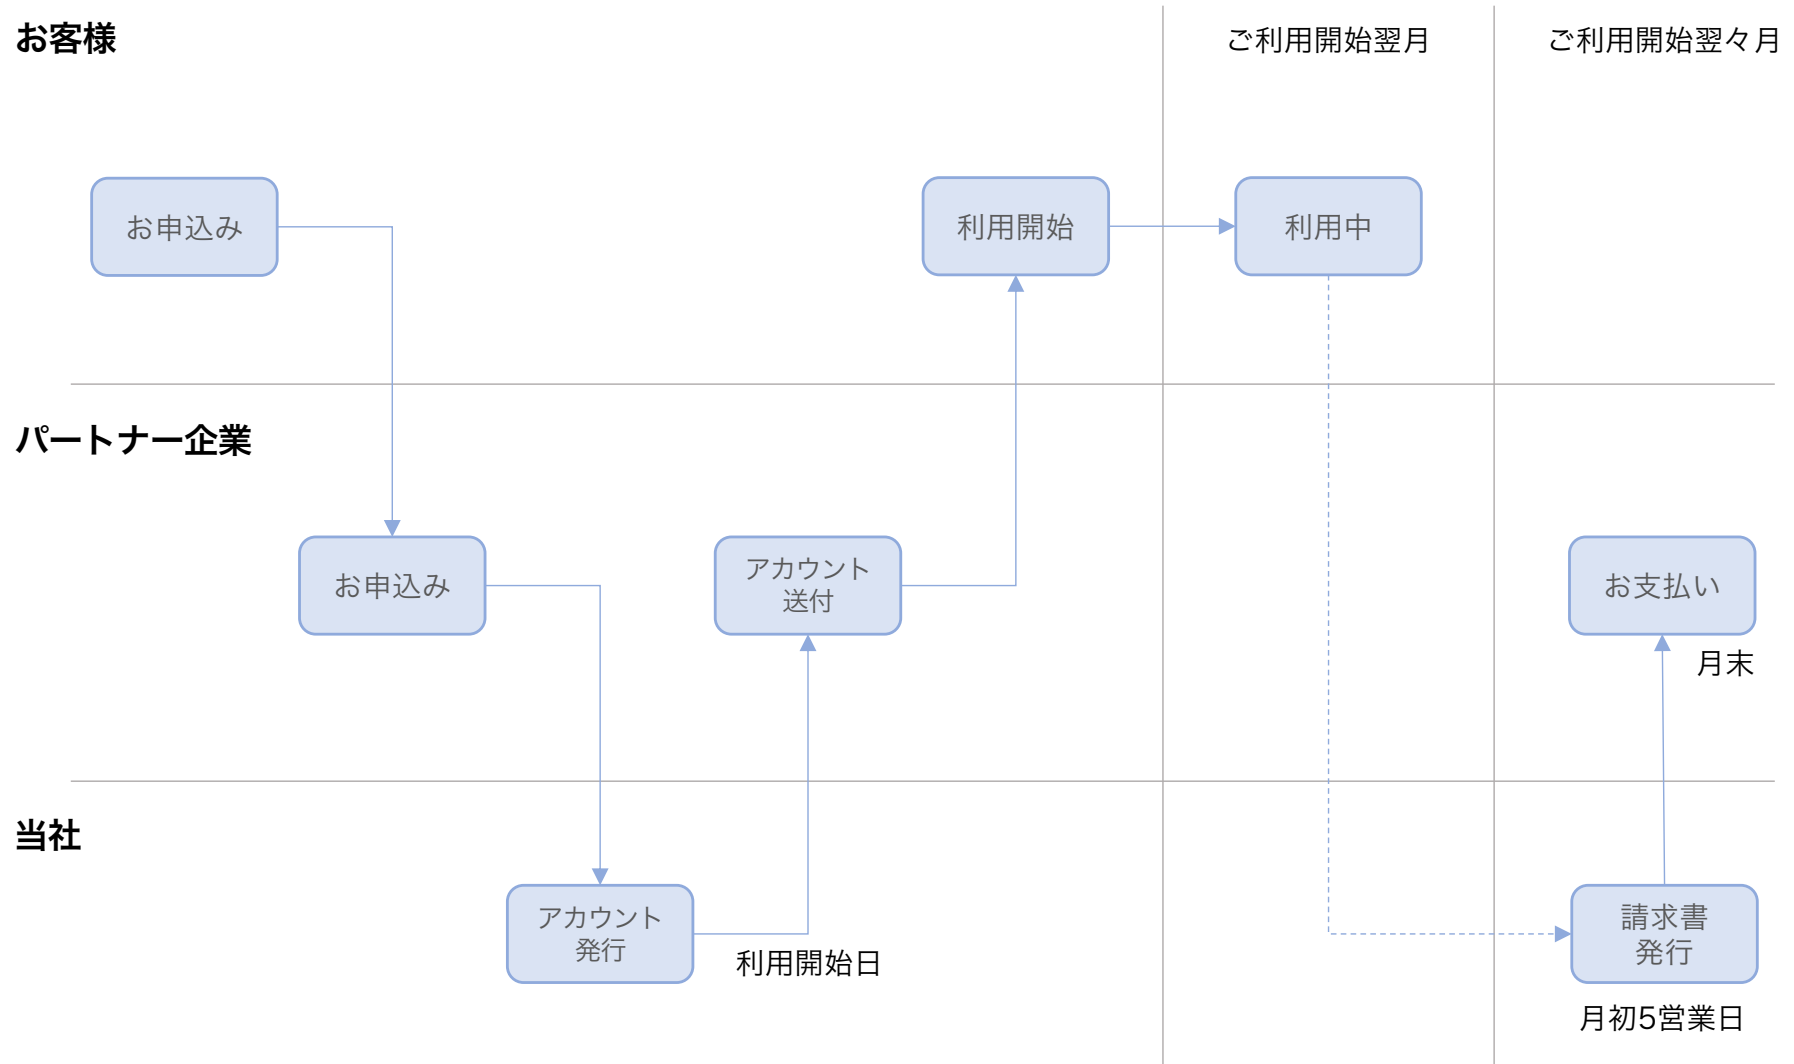 お客様
ご利用開始翌月
ご利用開始翌々月
お申込み
利用開始
利用中
パートナー企業
お申込み
アカウント
送付
お支払い
月末
当社
アカウント
発行
利用開始日
請求書
発行
月初5営業日